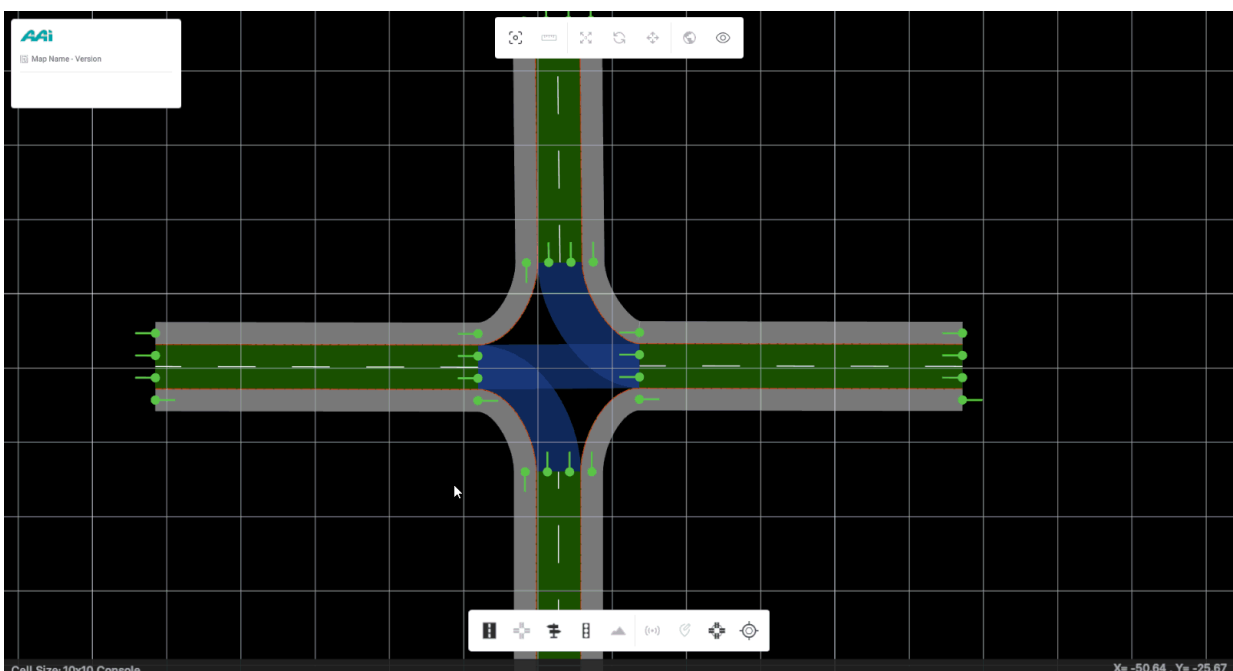 AAi
Map Name - Version
Cell Size: 10x10 Console
X= -50.64 , Y= -25.67